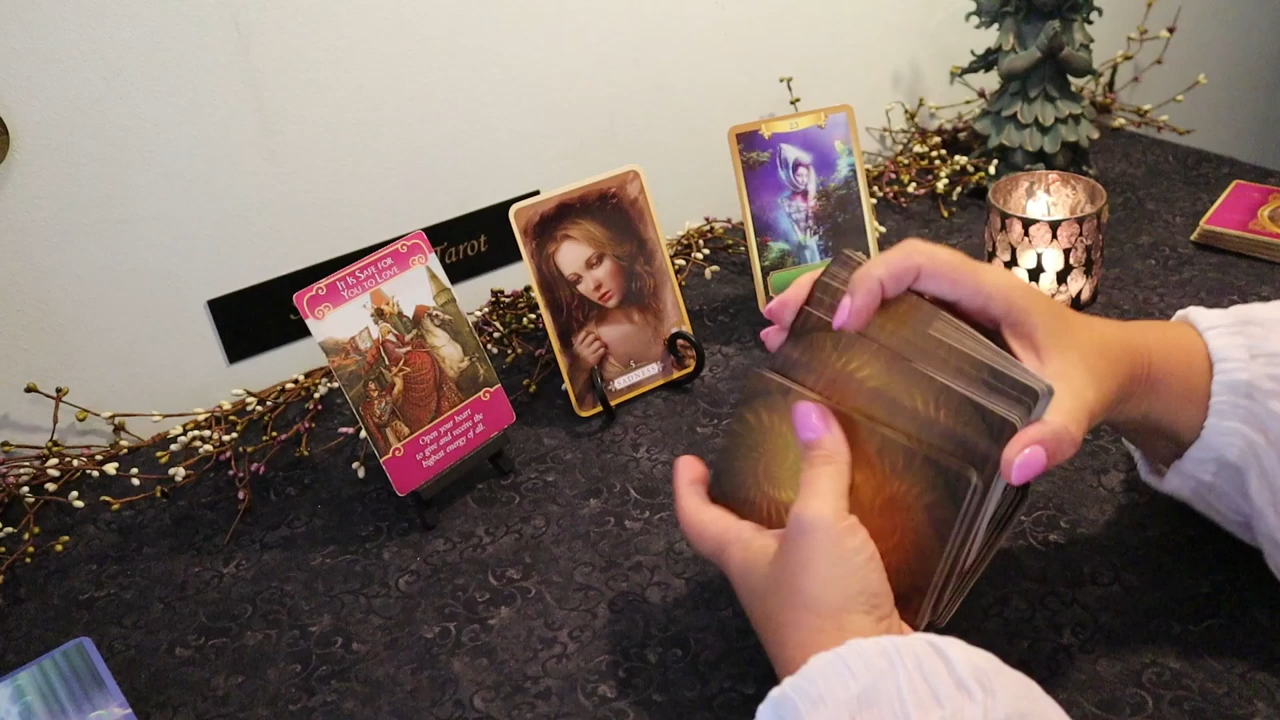 Tarot
IT IS SAFE FOR
YOU TO LOVE
Open your heart
to give and receive the
highest energy of all.
5
SADNESS
23